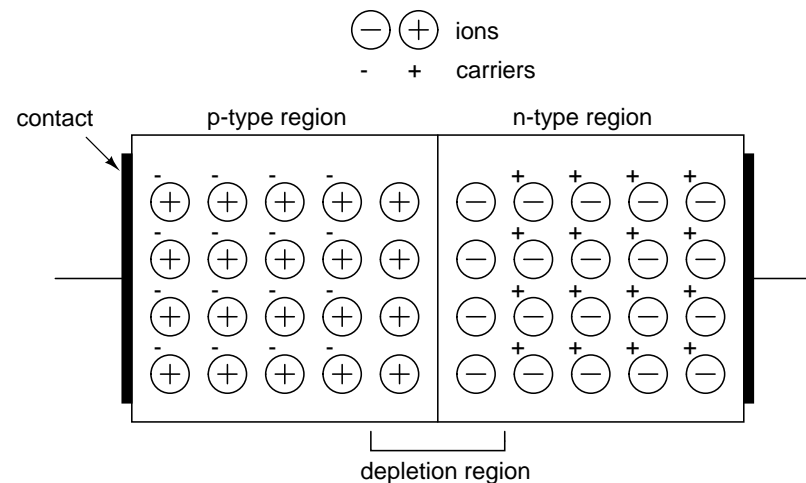 ions
- + carriers
contact
p-type region
n-type region
depletion region